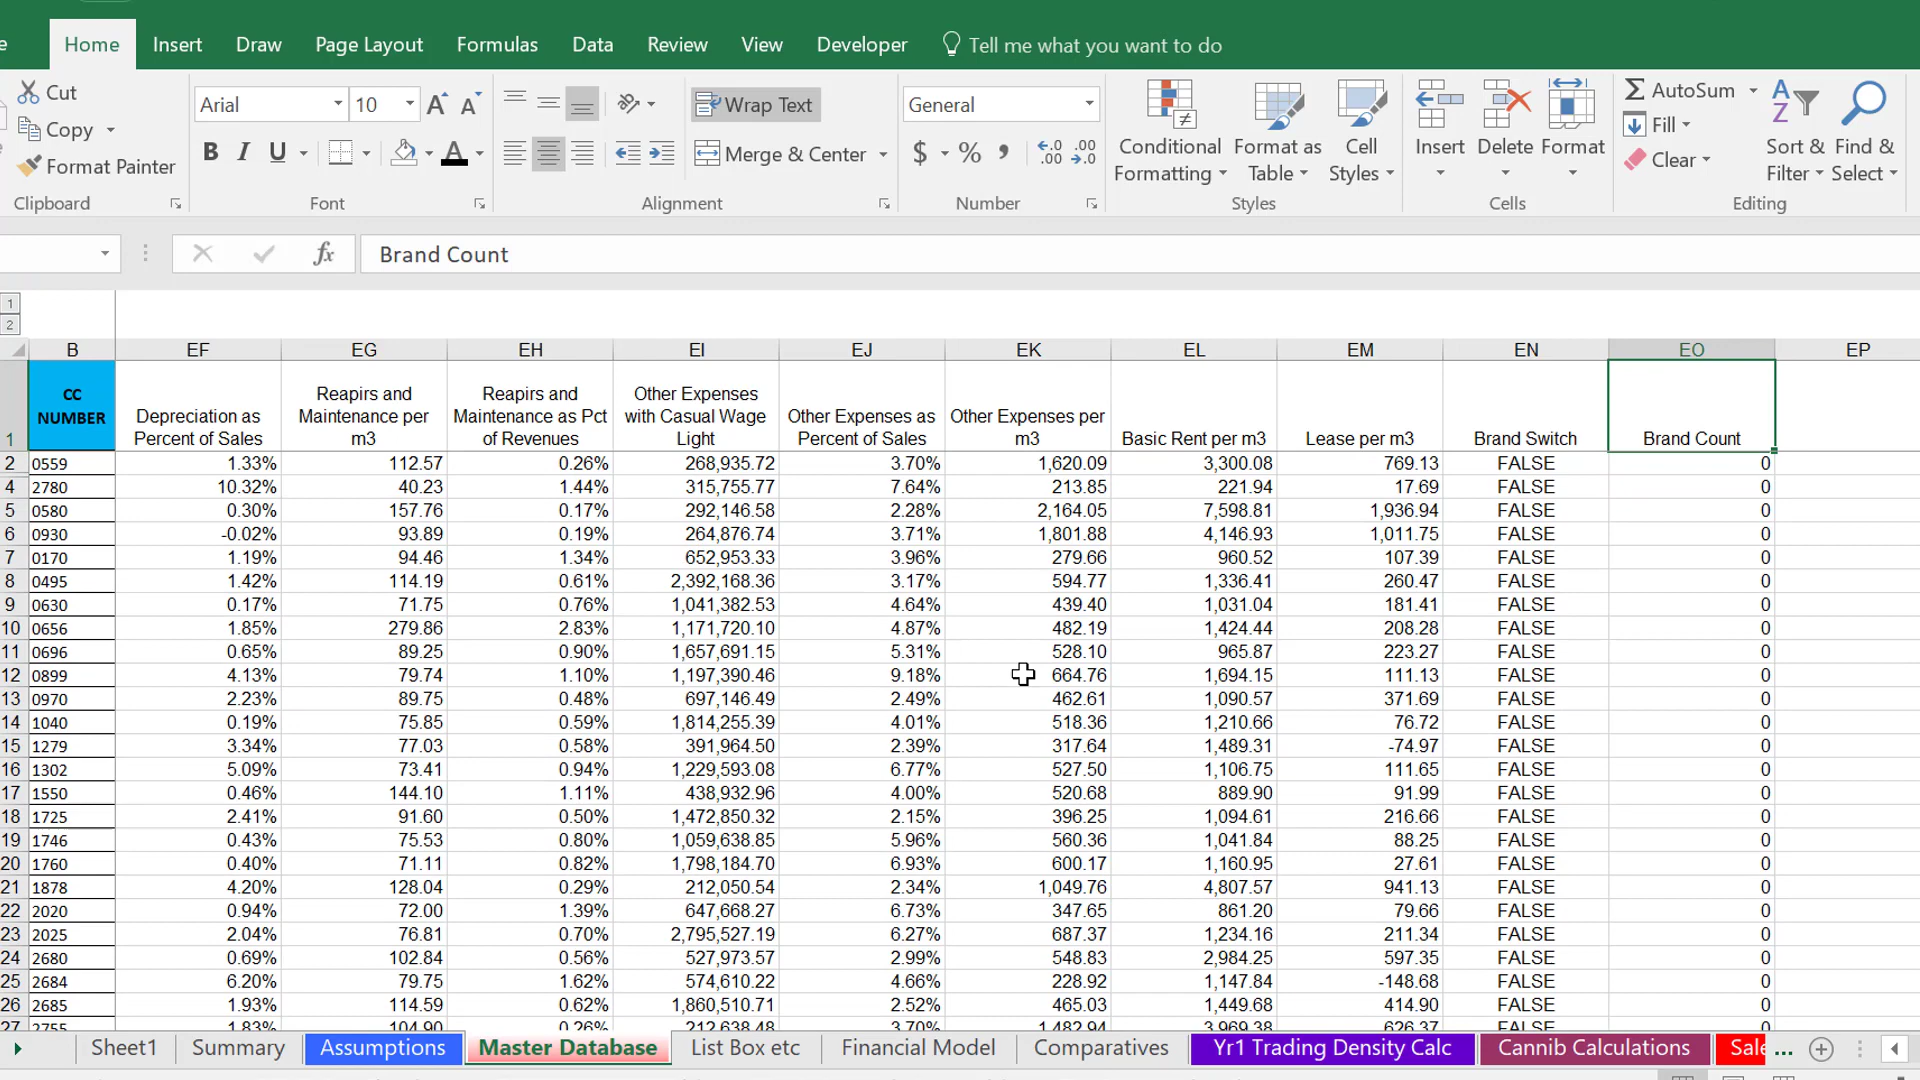 Home Insert Draw Page Layout Formulas Data Review View Developer Tell me what you want to do
Cut
Copy
Format Painter
Clipboard
Arial 10
B I U
Font
Wrap Text
Merge & Center
Alignment
General
$ % ,
Number
Conditional Formatting
Format as Table
Cell Styles
Styles
Insert Delete Format
Cells
AutoSum
Fill
Clear
Sort & Filter
Find & Select
Editing
fx Brand Count
1
2
B EF EG EH EI EJ EK EL EM EN EO EP
1 CC NUMBER Depreciation as Percent of Sales Reapirs and Maintenance per m3 Reapirs and Maintenance as Pct of Revenues Other Expenses with Casual Wage Light Other Expenses as Percent of Sales Other Expenses per m3 Basic Rent per m3 Lease per m3 Brand Switch Brand Count
2 0559 1.33% 112.57 0.26% 268,935.72 3.70% 1,620.09 3,300.08 769.13 FALSE 0
4 2780 10.32% 40.23 1.44% 315,755.77 7.64% 213.85 221.94 17.69 FALSE 0
5 0580 0.30% 157.76 0.17% 292,146.58 2.28% 2,164.05 7,598.81 1,936.94 FALSE 0
6 0930 -0.02% 93.89 0.19% 264,876.74 3.71% 1,801.88 4,146.93 1,011.75 FALSE 0
7 0170 1.19% 94.46 1.34% 652,953.33 3.96% 279.66 960.52 107.39 FALSE 0
8 0495 1.42% 114.19 0.61% 2,392,168.36 3.17% 594.77 1,336.41 260.47 FALSE 0
9 0630 0.17% 71.75 0.76% 1,041,382.53 4.64% 439.40 1,031.04 181.41 FALSE 0
10 0656 1.85% 279.86 2.83% 1,171,720.10 4.87% 482.19 1,424.44 208.28 FALSE 0
11 0696 0.65% 89.25 0.90% 1,657,691.15 5.31% 528.10 965.87 223.27 FALSE 0
12 0899 4.13% 79.74 1.10% 1,197,390.46 9.18% 664.76 1,694.15 111.13 FALSE 0
13 0970 2.23% 89.75 0.48% 697,146.49 2.49% 462.61 1,090.57 371.69 FALSE 0
14 1040 0.19% 75.85 0.59% 1,814,255.39 4.01% 518.36 1,210.66 76.72 FALSE 0
15 1279 3.34% 77.03 0.58% 391,964.50 2.39% 317.64 1,489.31 -74.97 FALSE 0
16 1302 5.09% 73.41 0.94% 1,229,593.08 6.77% 527.50 1,106.75 111.65 FALSE 0
17 1550 0.46% 144.10 1.11% 438,932.96 4.00% 520.68 889.90 91.99 FALSE 0
18 1725 2.41% 91.60 0.50% 1,472,850.32 2.15% 396.25 1,094.61 216.66 FALSE 0
19 1746 0.43% 75.53 0.80% 1,059,638.85 5.96% 560.36 1,041.84 88.25 FALSE 0
20 1760 0.40% 71.11 0.82% 1,798,184.70 6.93% 600.17 1,160.95 27.61 FALSE 0
21 1878 4.20% 128.04 0.29% 212,050.54 2.34% 1,049.76 4,807.57 941.13 FALSE 0
22 2020 0.94% 72.00 1.39% 647,668.27 6.73% 347.65 861.20 79.66 FALSE 0
23 2025 2.04% 76.81 0.70% 2,795,527.19 6.27% 687.37 1,234.16 211.34 FALSE 0
24 2680 0.69% 102.84 0.56% 527,973.57 2.99% 548.83 2,984.25 597.35 FALSE 0
25 2684 6.20% 79.75 1.62% 574,610.22 4.66% 228.92 1,147.84 -148.68 FALSE 0
26 2685 1.93% 114.59 0.62% 1,860,510.71 2.52% 465.03 1,449.68 414.90 FALSE 0
27 2755 1.83% 104.90 0.26% 212,638.48 3.70% 1,482.94 3,969.38 626.37 FALSE 0
Sheet1 Summary Assumptions Master Database List Box etc Financial Model Comparatives Yr1 Trading Density Calc Cannib Calculations Sale ...